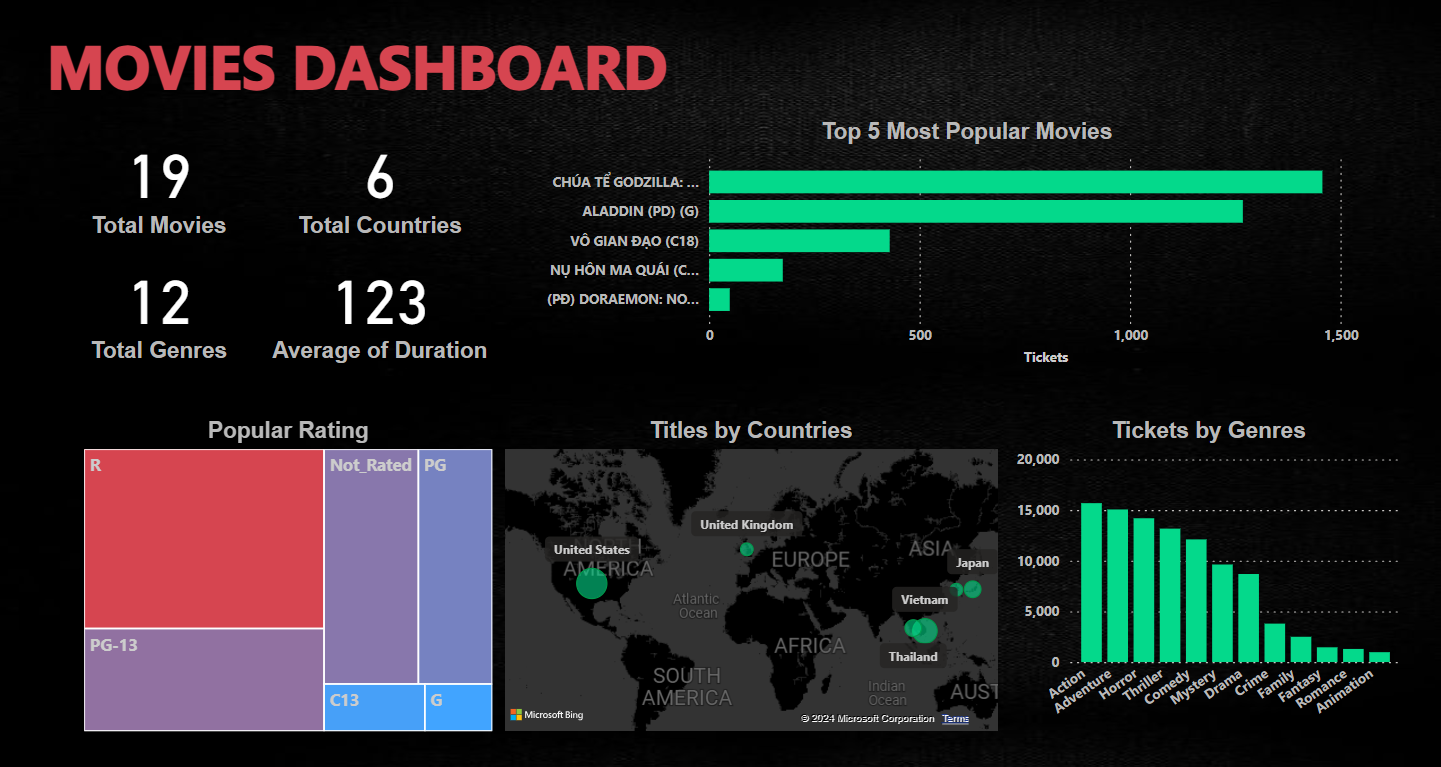 MOVIES DASHBOARD
19
Total Movies
6
Total Countries
12
Total Genres
123
Average of Duration
Top 5 Most Popular Movies
CHÚA TỂ GODZILLA: ...
ALADDIN (PD) (G)
VÔ GIAN ĐẠO (C18)
NỤ HÔN MA QUÁI (C...
(PĐ) DORAEMON: NO...
0
500
1,000
1,500
Tickets
Popular Rating
R
Not_Rated
PG
PG-13
C13
G
Titles by Countries
United Kingdom
United States
NORTH
AMERICA
EUROPE
ASIA
Japan
Atlantic
Ocean
Vietnam
AFRICA
Thailand
SOUTH
AMERICA
Indian
Ocean
AUST
Microsoft Bing
© 2024 Microsoft Corporation
Terms
Tickets by Genres
20,000
15,000
10,000
5,000
0
Action
Adventure
Horror
Thriller
Comedy
Mystery
Drama
Crime
Family
Fantasy
Romance
Animation